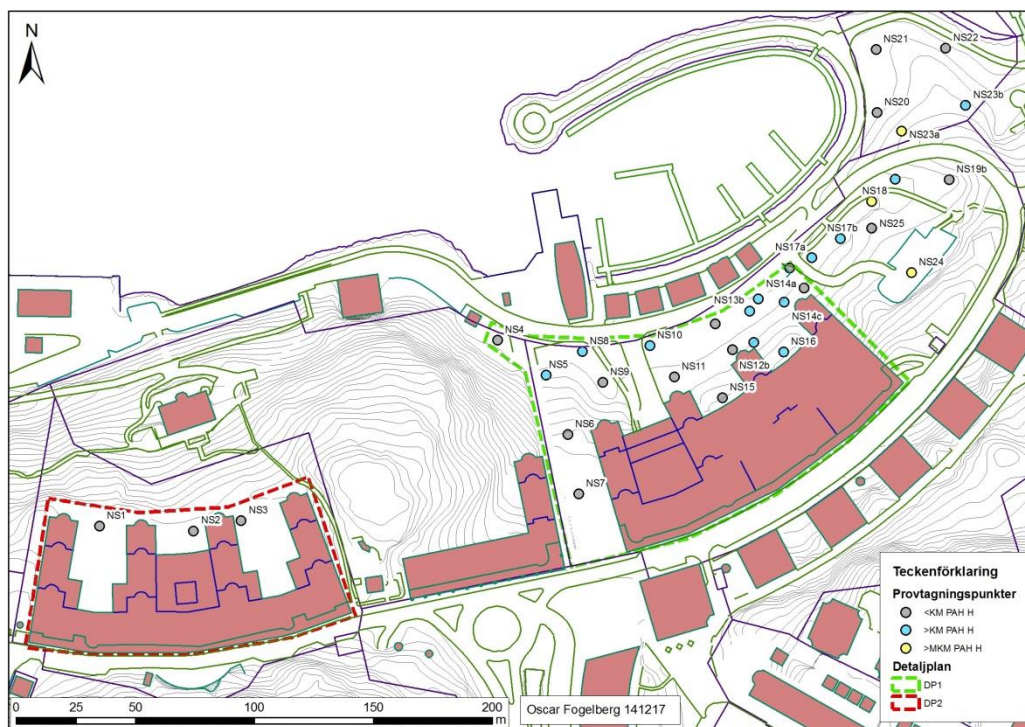 N
NS21
NS22
NS23b
NS20
NS23a
NS19b
NS18
NS25
NS17b
NS17a
NS24
NS14a
NS13b
NS14c
NS4
NS8
NS10
NS16
NS12b
NS5
NS9
NS11
NS15
NS6
NS7
NS1
NS2
NS3
Teckenförklaring
Provtagningspunkter
<KM PAH H
>KM PAH H
>MKM PAH H
Detaljplan
DP1
DP2
0 25 50 100 150 200
m
Oscar Fogelberg 141217